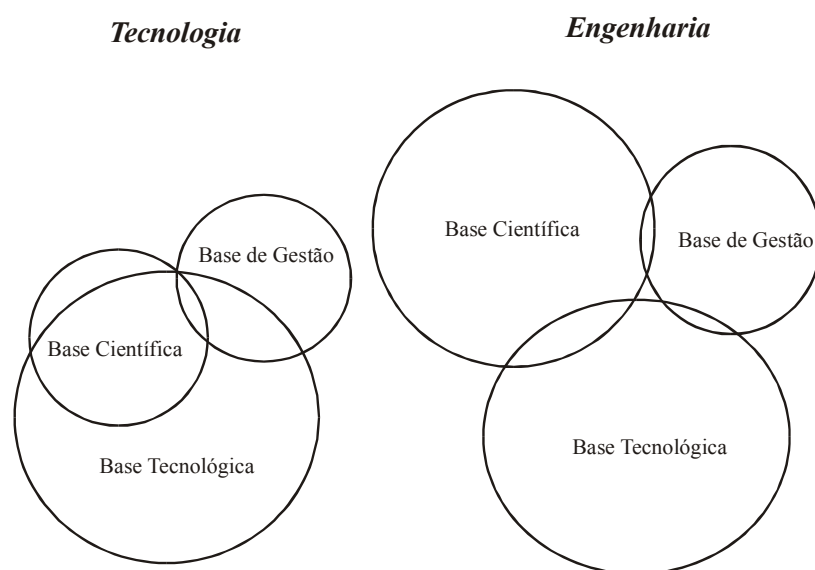 Tecnologia
Base de Gestão
Base Científica
Base Tecnológica
Engenharia
Base Científica
Base de Gestão
Base Tecnológica